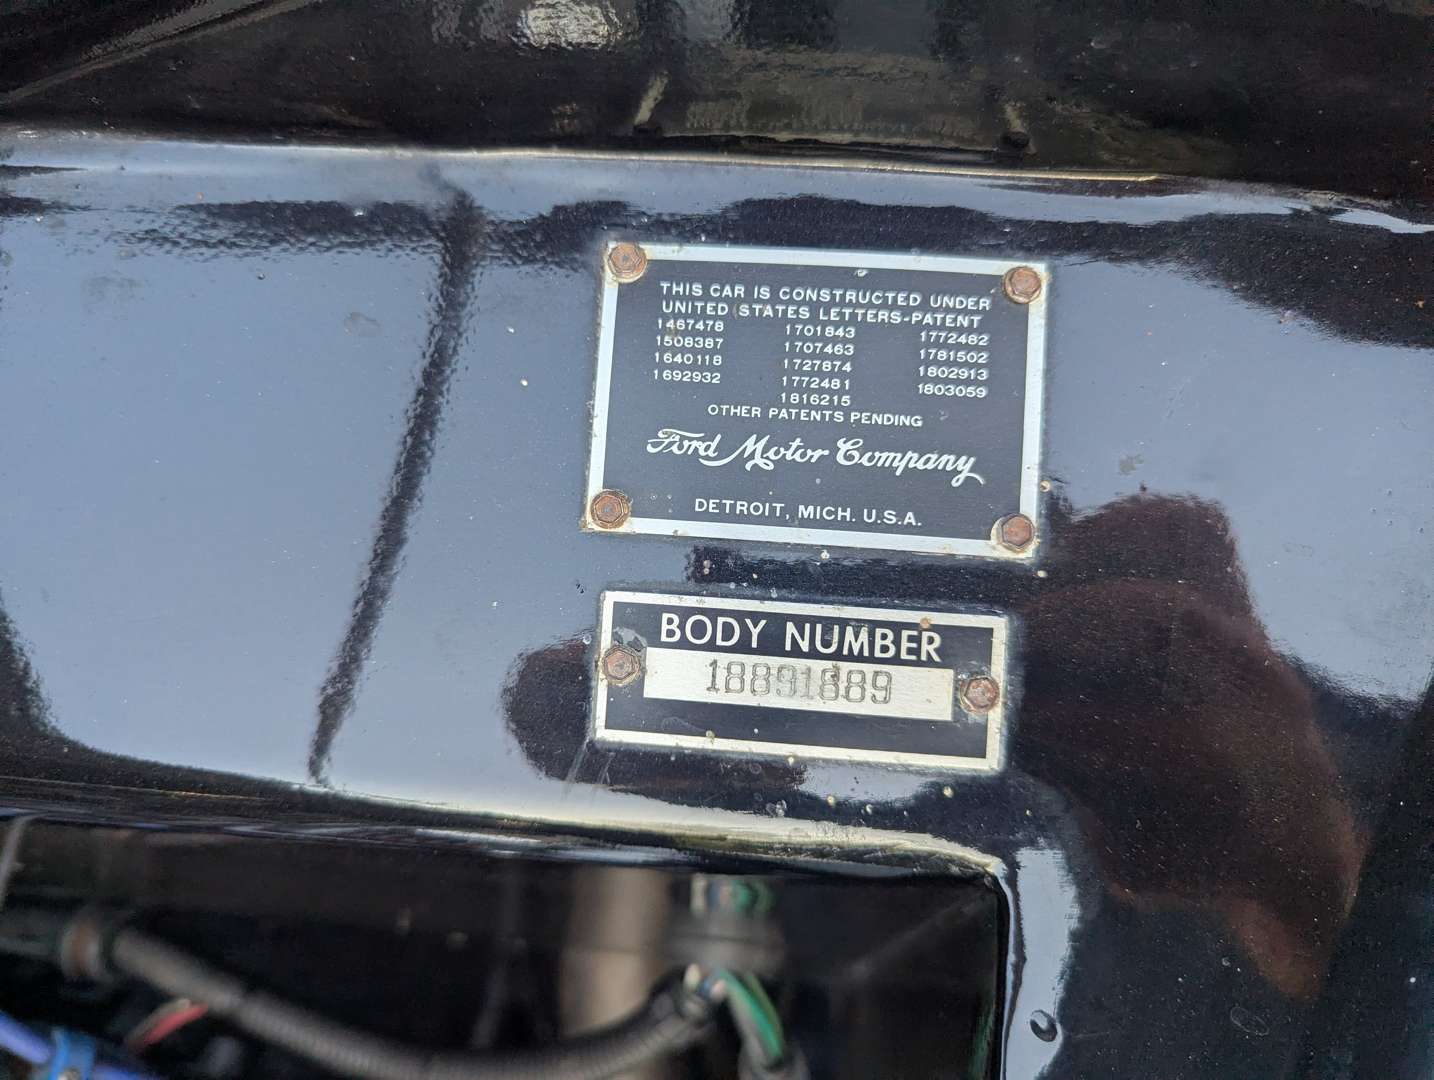 THIS CAR IS CONSTRUCTED UNDER
UNITED STATES LETTERS-PATENT
1467478 1701843 1772482
1508387 1707463 1781502
1640118 1727874 1802913
1692932 1772481 1803059
1816215
OTHER PATENTS PENDING
Ford Motor Company
DETROIT, MICH. U.S.A.
BODY NUMBER
18891889